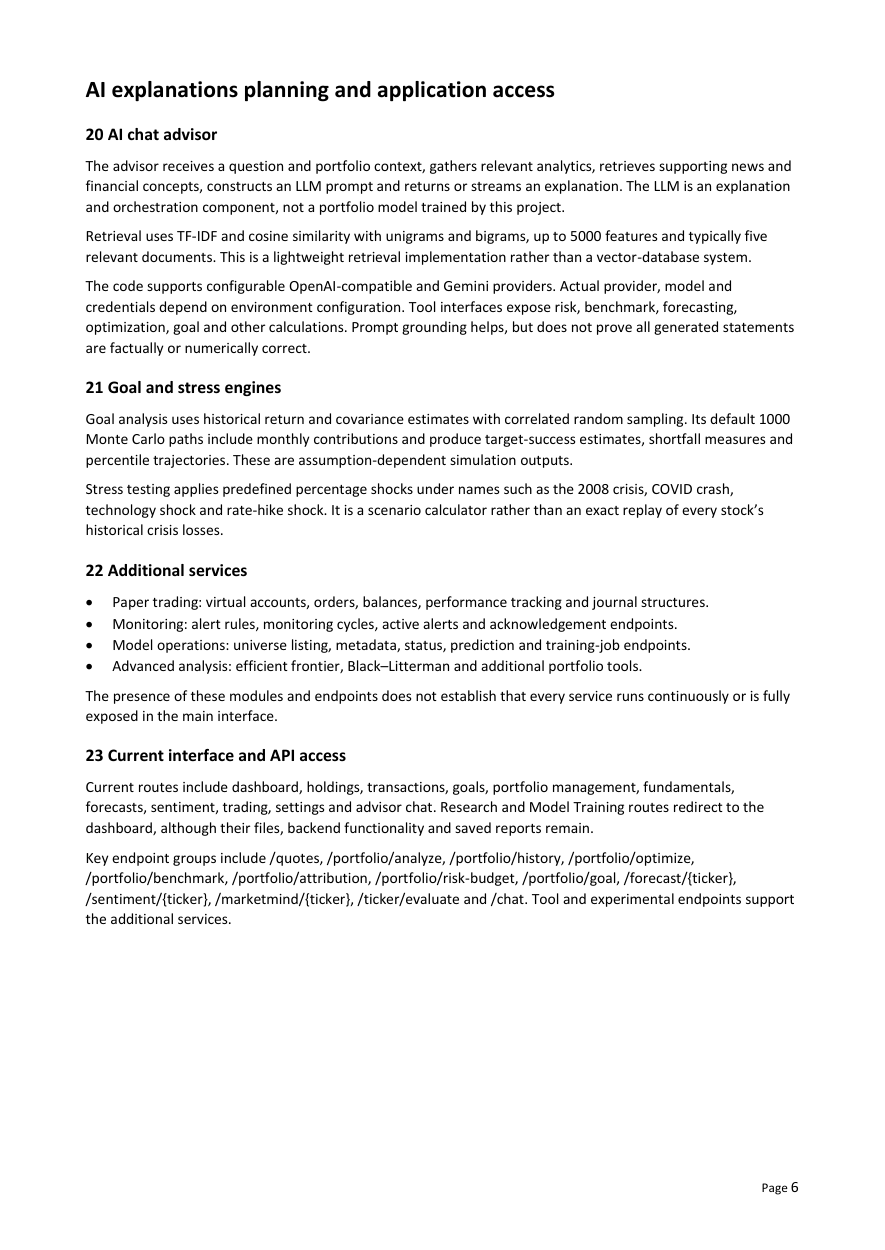 AI explanations planning and application access
20 AI chat advisor
The advisor receives a question and portfolio context, gathers relevant analytics, retrieves supporting news and
financial concepts, constructs an LLM prompt and returns or streams an explanation. The LLM is an explanation
and orchestration component, not a portfolio model trained by this project.
Retrieval uses TF-IDF and cosine similarity with unigrams and bigrams, up to 5000 features and typically five
relevant documents. This is a lightweight retrieval implementation rather than a vector-database system.
The code supports configurable OpenAI-compatible and Gemini providers. Actual provider, model and
credentials depend on environment configuration. Tool interfaces expose risk, benchmark, forecasting,
optimization, goal and other calculations. Prompt grounding helps, but does not prove all generated statements
are factually or numerically correct.
21 Goal and stress engines
Goal analysis uses historical return and covariance estimates with correlated random sampling. Its default 1000
Monte Carlo paths include monthly contributions and produce target-success estimates, shortfall measures and
percentile trajectories. These are assumption-dependent simulation outputs.
Stress testing applies predefined percentage shocks under names such as the 2008 crisis, COVID crash,
technology shock and rate-hike shock. It is a scenario calculator rather than an exact replay of every stock’s
historical crisis losses.
22 Additional services
• Paper trading: virtual accounts, orders, balances, performance tracking and journal structures.
• Monitoring: alert rules, monitoring cycles, active alerts and acknowledgement endpoints.
• Model operations: universe listing, metadata, status, prediction and training-job endpoints.
• Advanced analysis: efficient frontier, Black–Litterman and additional portfolio tools.
The presence of these modules and endpoints does not establish that every service runs continuously or is fully
exposed in the main interface.
23 Current interface and API access
Current routes include dashboard, holdings, transactions, goals, portfolio management, fundamentals,
forecasts, sentiment, trading, settings and advisor chat. Research and Model Training routes redirect to the
dashboard, although their files, backend functionality and saved reports remain.
Key endpoint groups include /quotes, /portfolio/analyze, /portfolio/history, /portfolio/optimize,
/portfolio/benchmark, /portfolio/attribution, /portfolio/risk-budget, /portfolio/goal, /forecast/{ticker},
/sentiment/{ticker}, /marketmind/{ticker}, /ticker/evaluate and /chat. Tool and experimental endpoints support
the additional services.
Page 6